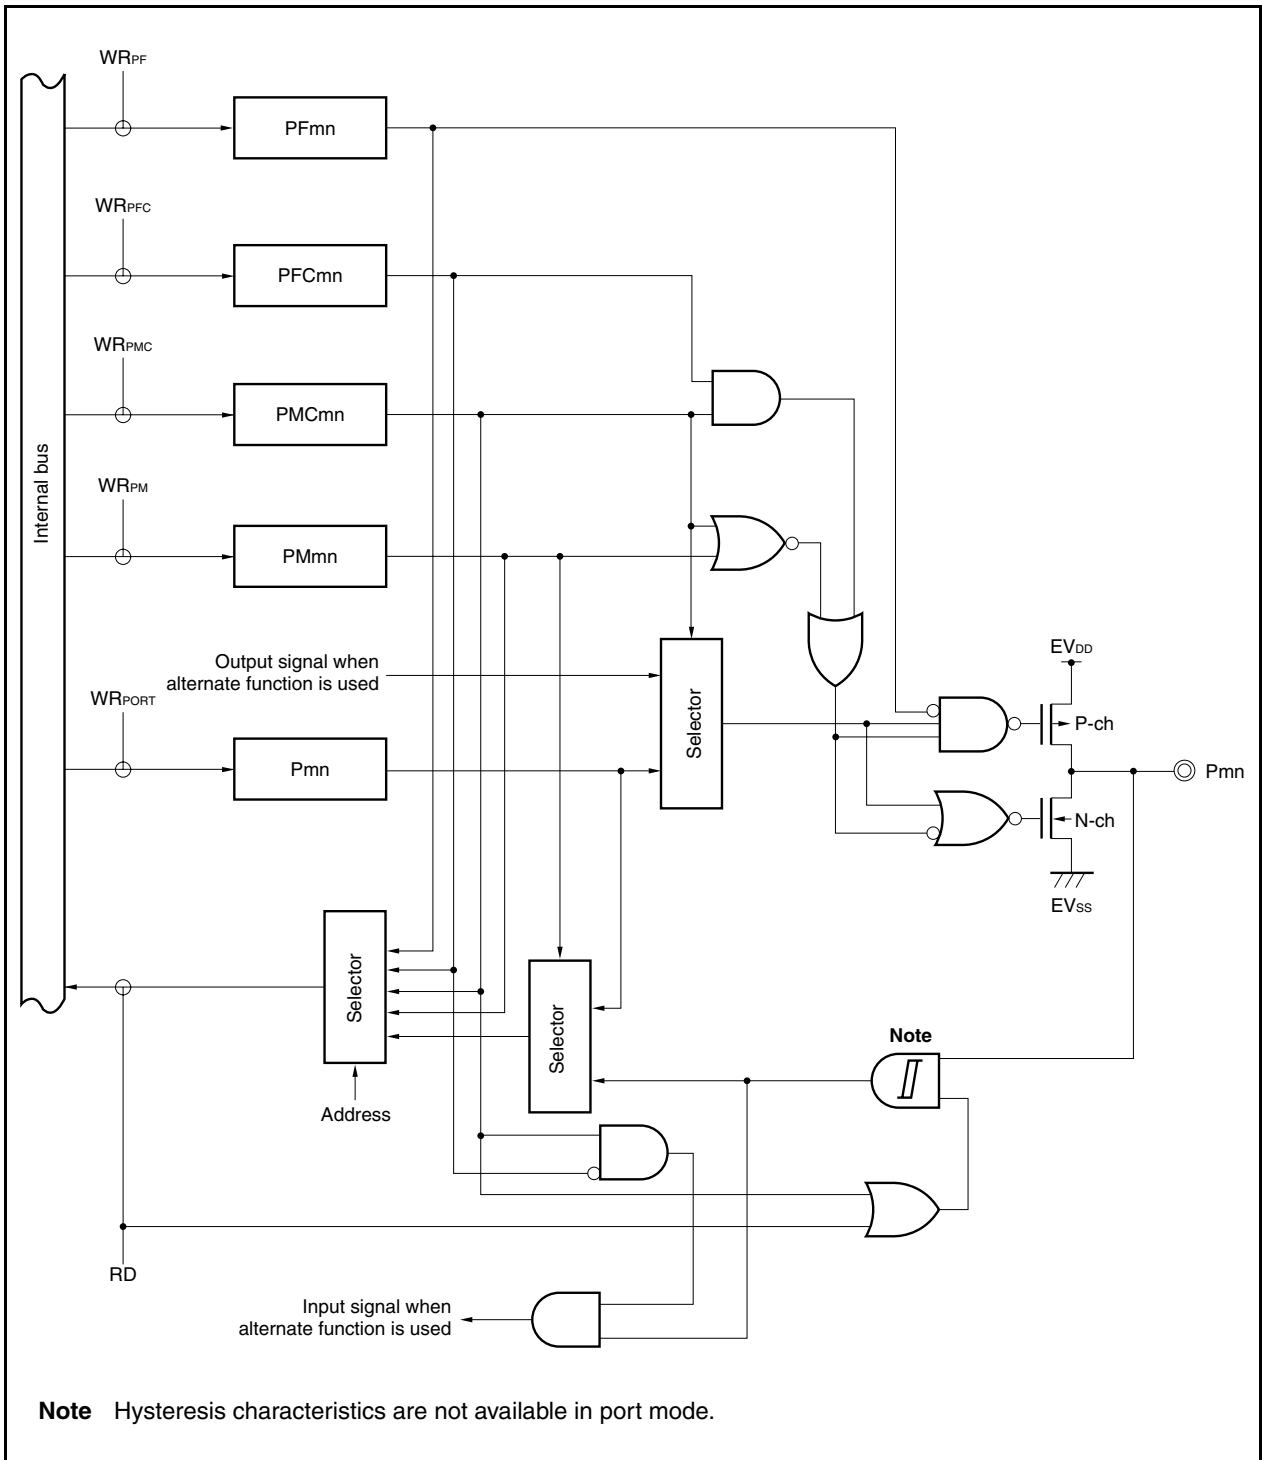 WRPF
PFmn
WRPFC
PFCmn
WRPMC
PMCmn
Internal bus
WRPM
PMmn
Output signal when
alternate function is used
WRPORT
Pmn
Selector
EVDD
P-ch
Pmn
N-ch
EVSS
Selector
Selector
Note
Address
RD
Input signal when
alternate function is used
Note Hysteresis characteristics are not available in port mode.